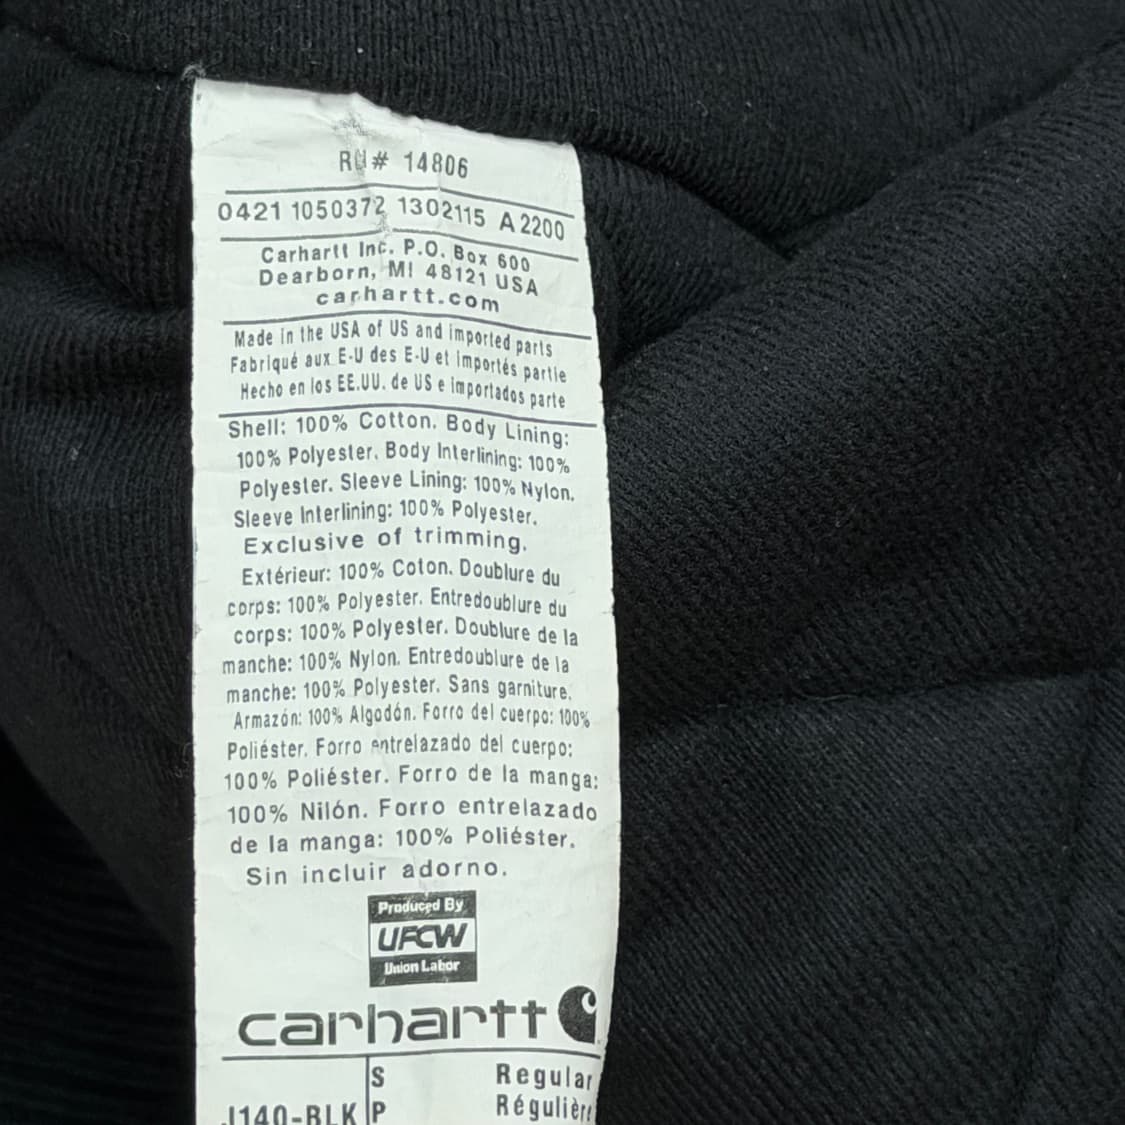 RN# 14806
0421 1050372 1302115 A 2200
Carhartt Inc. P.O. Box 600
Dearborn, MI 48121 USA
carhartt.com
Made in the USA of US and imported parts
Fabriqué aux E-U des E-U et importés partie
Hecho en los EE.UU. de US e importados parte
Shell: 100% Cotton. Body Lining:
100% Polyester. Body Interlining: 100%
Polyester. Sleeve Lining: 100% Nylon.
Sleeve Interlining: 100% Polyester.
Exclusive of trimming.
Extérieur: 100% Coton. Doublure du
corps: 100% Polyester. Entredoublure du
corps: 100% Polyester. Doublure de la
manche: 100% Nylon. Entredoublure de la
manche: 100% Polyester. Sans garniture.
Armazón: 100% Algodón. Forro del cuerpo: 100%
Poliéster. Forro entrelazado del cuerpo:
100% Poliéster. Forro de la manga:
100% Nilón. Forro entrelazado
de la manga: 100% Poliéster.
Sin incluir adorno.
Produced By
UFCW
Union Labor
carhartt
S Regular
J140-BLK P Régulière